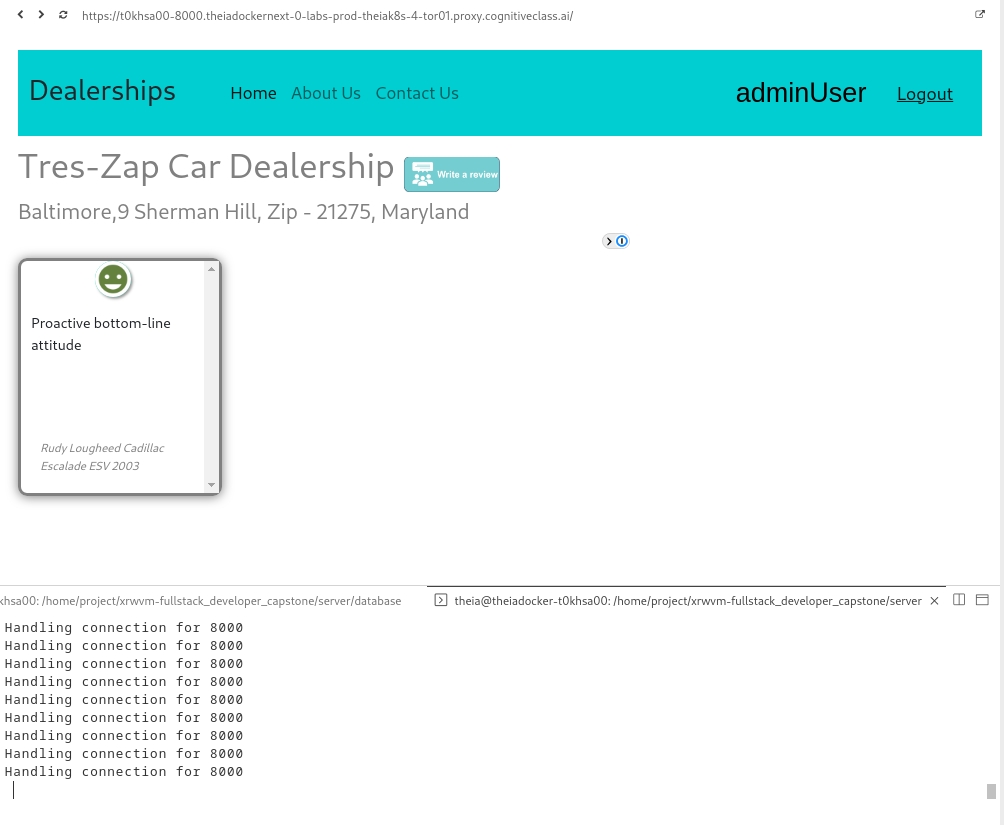 https://t0khsa00-8000.theiadockernext-0-labs-prod-theiak8s-4-tor01.proxy.cognitiveclass.ai/
Dealerships Home About Us Contact Us adminUser Logout
Tres-Zap Car Dealership Write a review
Baltimore,9 Sherman Hill, Zip - 21275, Maryland
Proactive bottom-line
attitude
Rudy Lougheed Cadillac
Escalade ESV 2003
khsa00: /home/project/xrwvm-fullstack_developer_capstone/server/database theia@theiadocker-t0khsa00: /home/project/xrwvm-fullstack_developer_capstone/server
Handling connection for 8000
Handling connection for 8000
Handling connection for 8000
Handling connection for 8000
Handling connection for 8000
Handling connection for 8000
Handling connection for 8000
Handling connection for 8000
Handling connection for 8000